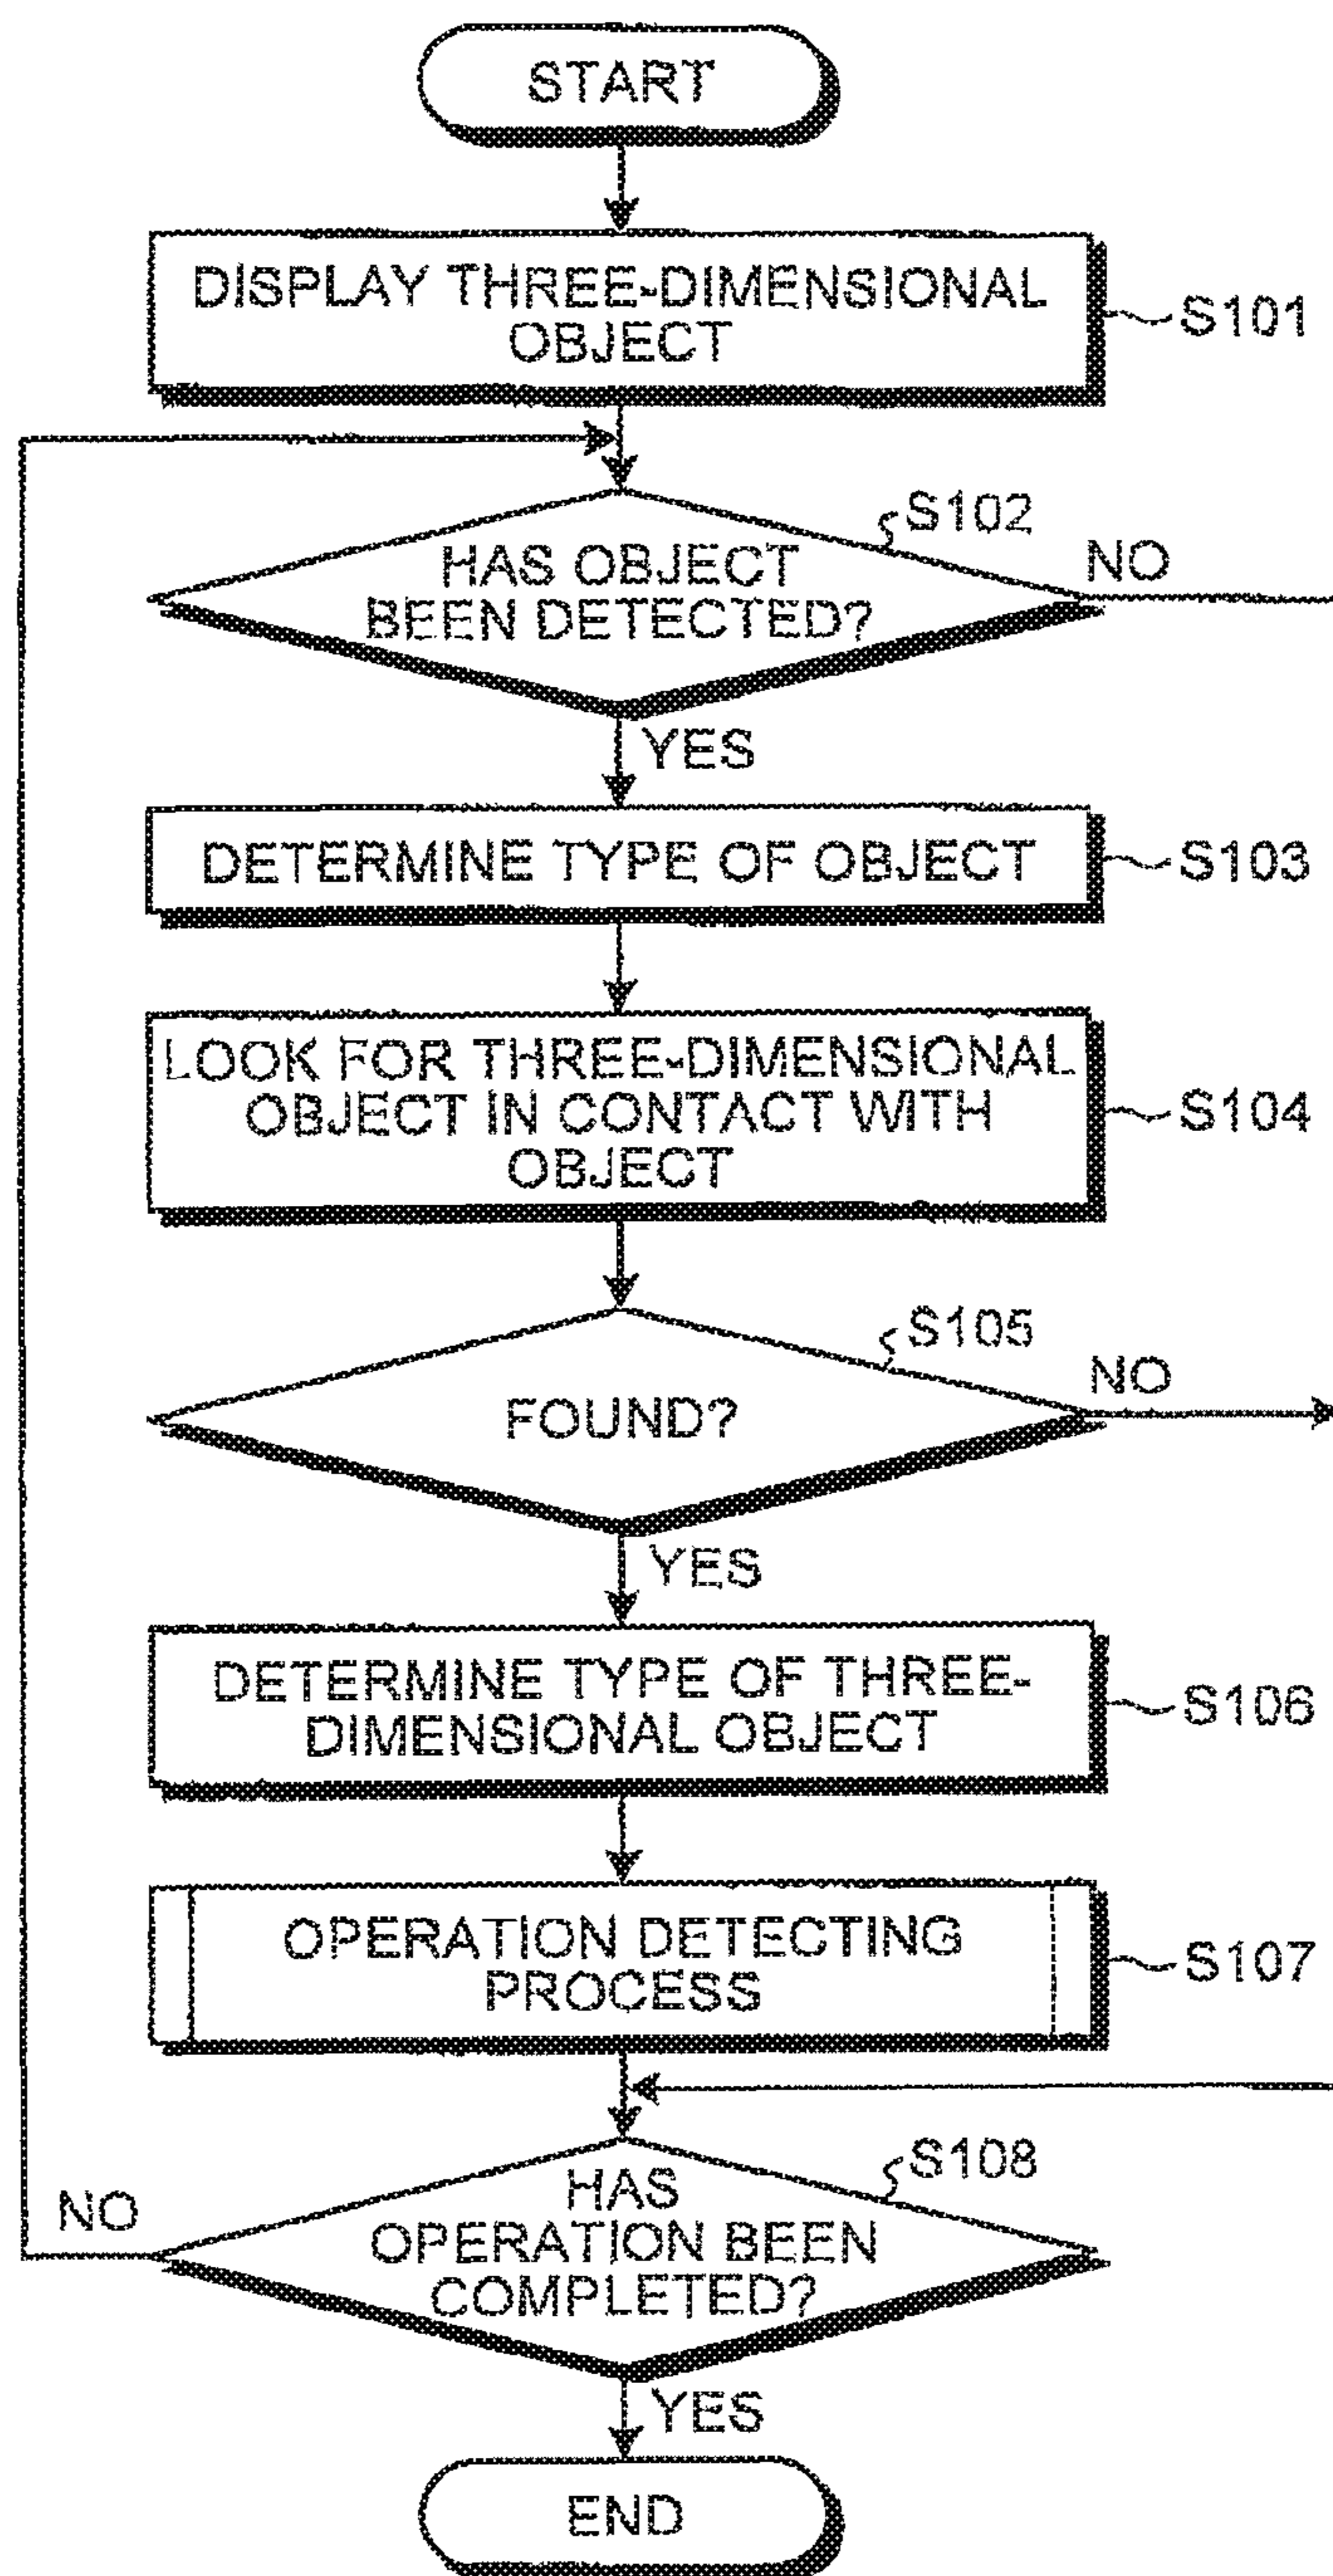 START
DISPLAY THREE-DIMENSIONAL
OBJECT
S101
S102
HAS OBJECT
BEEN DETECTED?
NO
YES
DETERMINE TYPE OF OBJECT
S103
LOOK FOR THREE-DIMENSIONAL
OBJECT IN CONTACT WITH
OBJECT
S104
S105
FOUND?
NO
YES
DETERMINE TYPE OF THREE-
DIMENSIONAL OBJECT
S106
OPERATION DETECTING
PROCESS
S107
S108
HAS
OPERATION BEEN
COMPLETED?
NO
YES
END